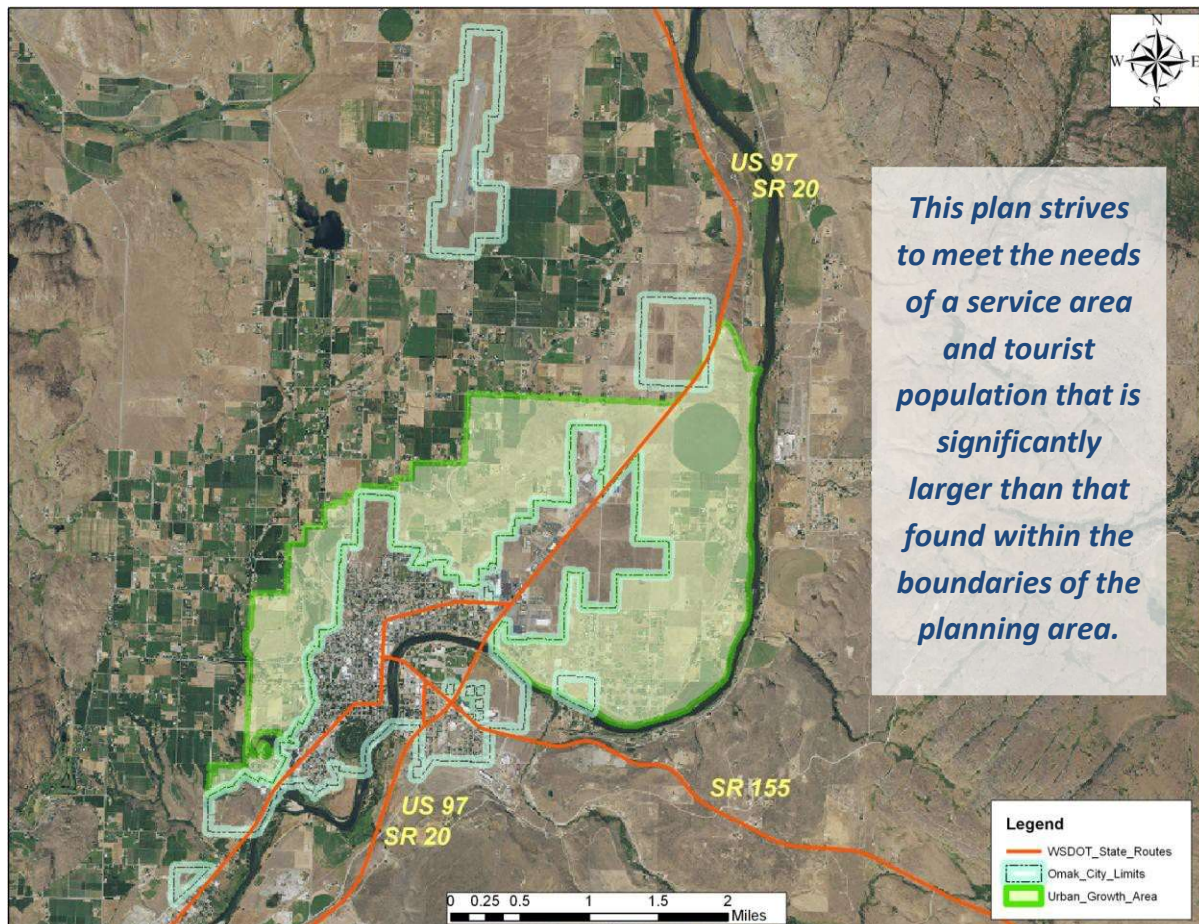 N
W E
S
US 97
SR 20
This plan strives
to meet the needs
of a service area
and tourist
population that is
significantly
larger than that
found within the
boundaries of the
planning area.
SR 155
US 97
SR 20
Legend
WSDOT_State_Routes
Omak_City_Limits
Urban_Growth_Area
0 0.25 0.5 1 1.5 2
Miles